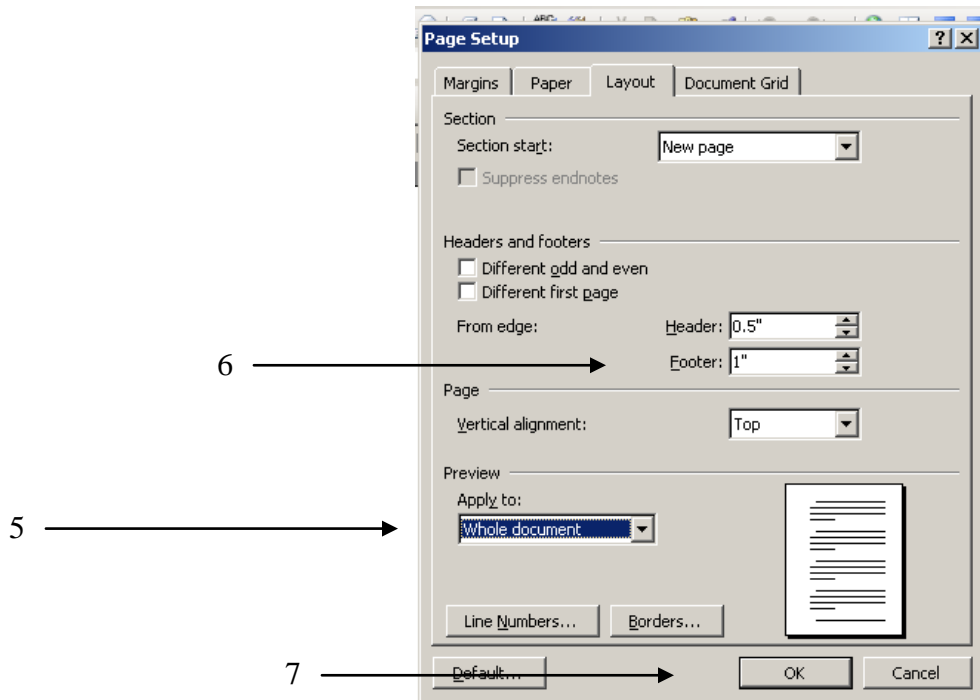 ABC
Page Setup ? X
Margins Paper Layout Document Grid
Section
Section start: New page
Suppress endnotes
Headers and footers
Different odd and even
Different first page
From edge: Header: 0.5"
6 Footer: 1"
Page
Vertical alignment: Top
Preview
Apply to:
5 Whole document
Line Numbers... Borders...
7 Default... OK Cancel